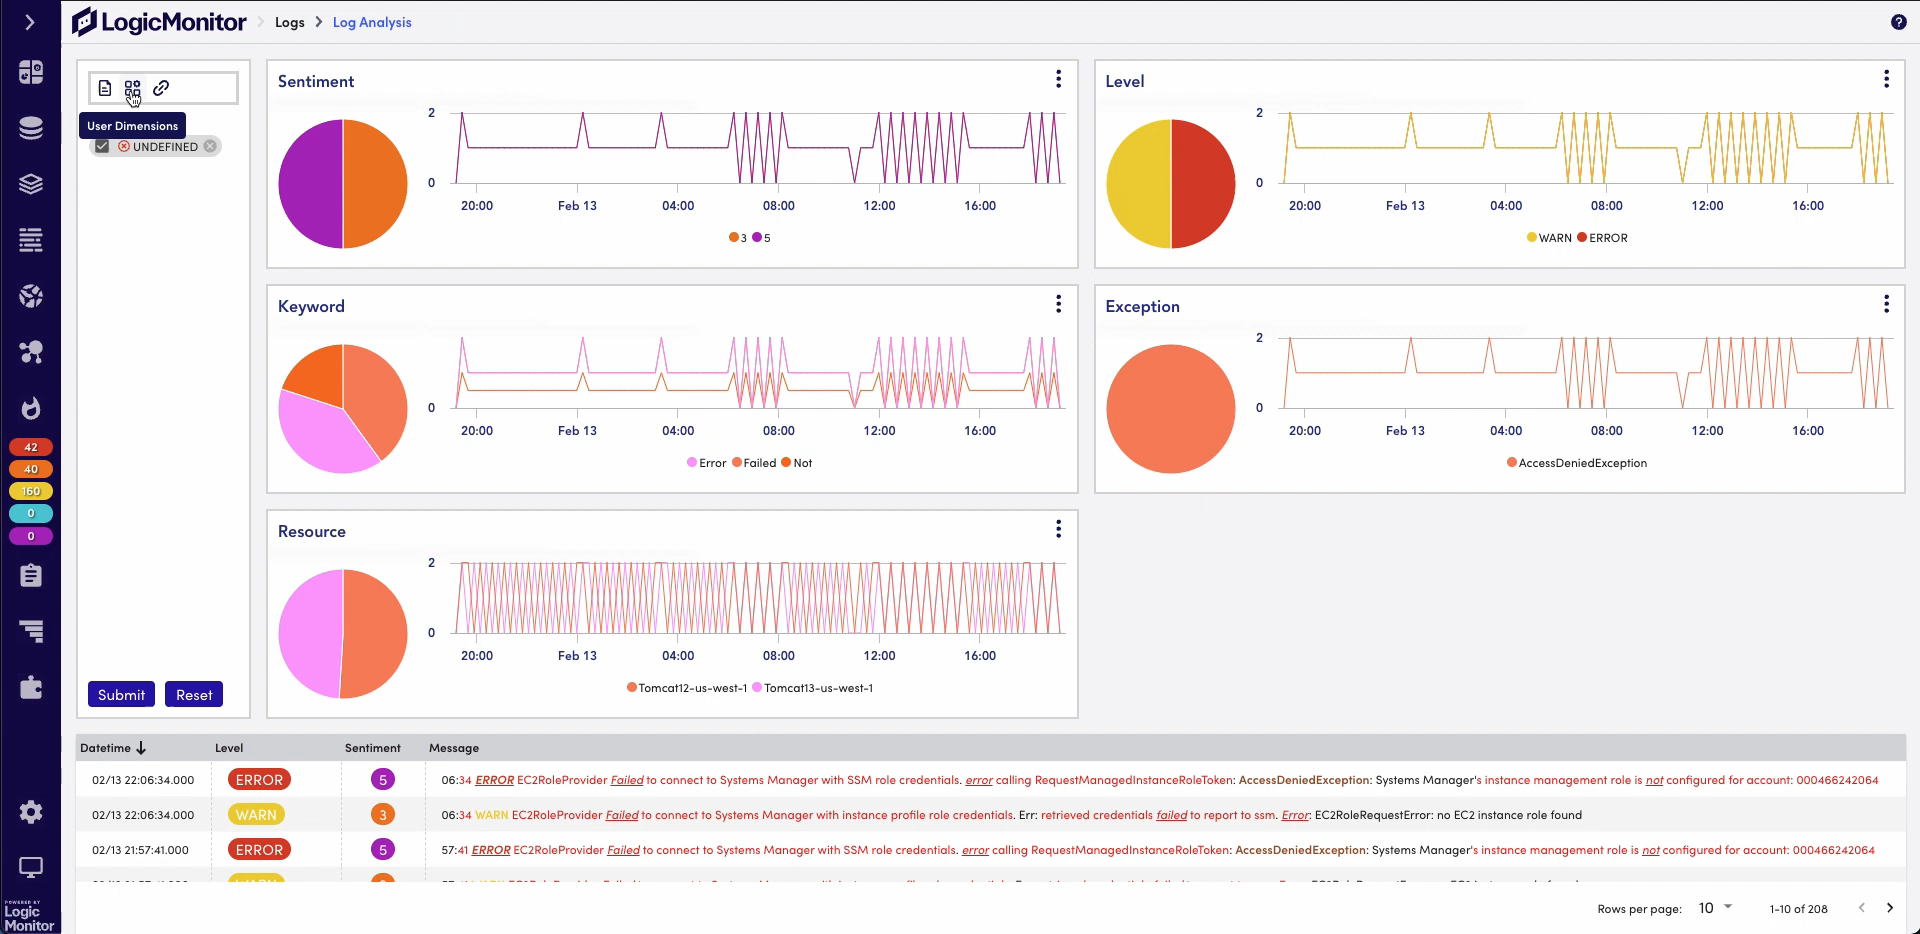 LogicMonitor
Logs
Log Analysis
User Dimensions
UNDEFINED
Submit Reset
42
40
160
0
0
POWERED BY
Logic
Monitor
Sentiment
2
0
20:00 Feb 13 04:00 08:00 12:00 16:00
3 5
Level
2
0
20:00 Feb 13 04:00 08:00 12:00 16:00
WARN ERROR
Keyword
2
0
20:00 Feb 13 04:00 08:00 12:00 16:00
Error Failed Not
Exception
2
0
20:00 Feb 13 04:00 08:00 12:00 16:00
AccessDeniedException
Resource
2
0
20:00 Feb 13 04:00 08:00 12:00 16:00
Tomcat12-us-west-1 Tomcat13-us-west-1
Datetime Level Sentiment Message
02/13 22:06:34.000 ERROR 5 06:34 ERROR EC2RoleProvider Failed to connect to Systems Manager with SSM role credentials. error calling RequestManagedInstanceRoleToken: AccessDeniedException: Systems Manager's instance management role is not configured for account: 000466242064
02/13 22:06:34.000 WARN 3 06:34 WARN EC2RoleProvider Failed to connect to Systems Manager with instance profile role credentials. Err: retrieved credentials failed to report to ssm. Error: EC2RoleRequestError: no EC2 instance role found
02/13 21:57:41.000 ERROR 5 57:41 ERROR EC2RoleProvider Failed to connect to Systems Manager with SSM role credentials. error calling RequestManagedInstanceRoleToken: AccessDeniedException: Systems Manager's instance management role is not configured for account: 000466242064
Rows per page: 10 1-10 of 208